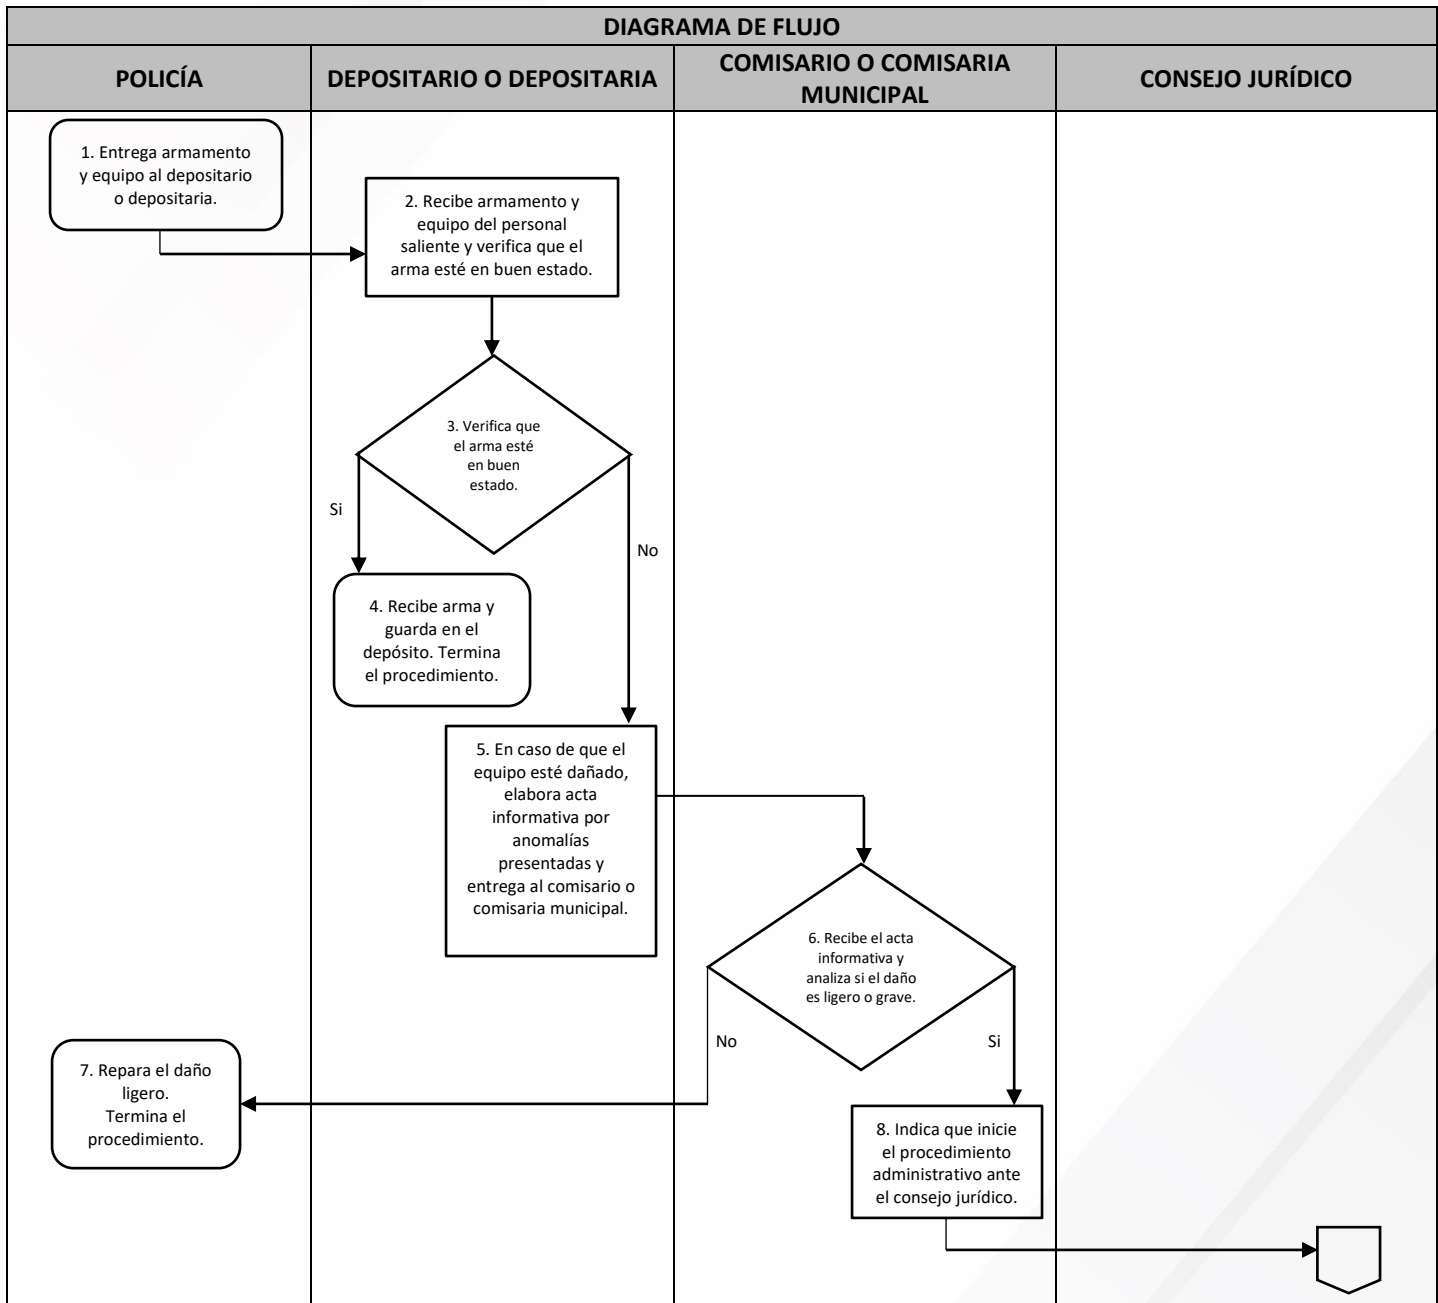 DIAGRAMA DE FLUJO
POLICÍA
DEPOSITARIO O DEPOSITARIA
COMISARIO O COMISARIA
MUNICIPAL
CONSEJO JURÍDICO
1. Entrega armamento
y equipo al depositario
o depositaria.
2. Recibe armamento y
equipo del personal
saliente y verifica que el
arma esté en buen estado.
3. Verifica que
el arma esté
en buen
estado.
Si
No
4. Recibe arma y
guarda en el
depósito. Termina
el procedimiento.
5. En caso de que el
equipo esté dañado,
elabora acta
informativa por
anomalías
presentadas y
entrega al comisario o
comisaria municipal.
6. Recibe el acta
informativa y
analiza si el daño
es ligero o grave.
No
Si
7. Repara el daño
ligero.
Termina el
procedimiento.
8. Indica que inicie
el procedimiento
administrativo ante
el consejo jurídico.